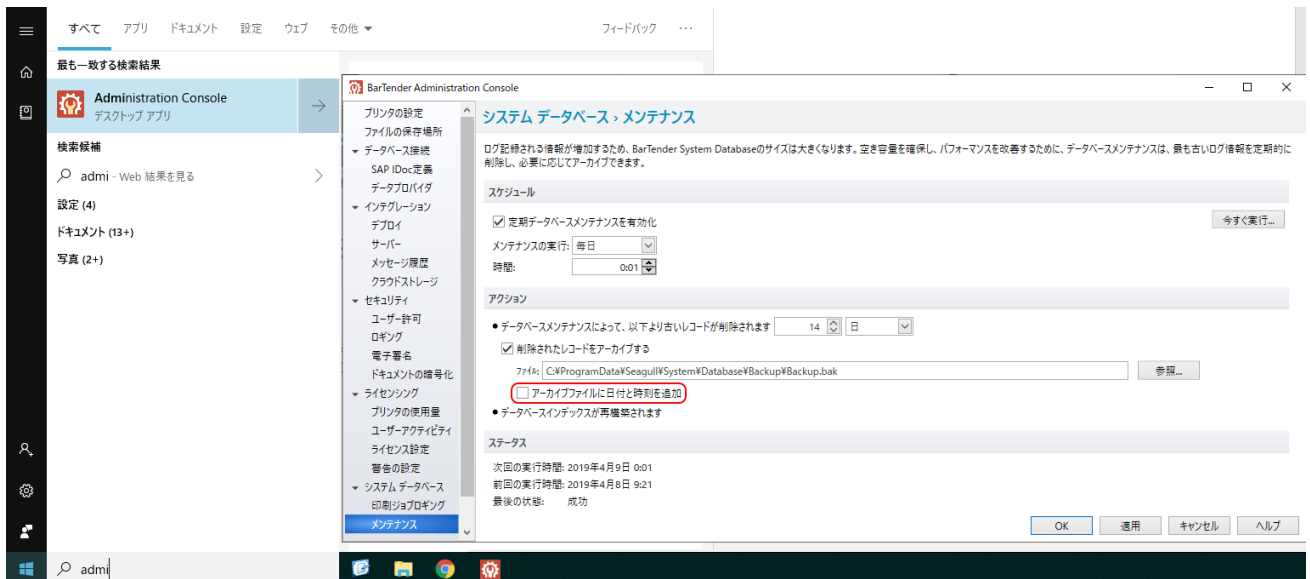 すべて アプリ ドキュメント 設定 ウェブ その他 フィードバック ...
最も一致する検索結果
Administration Console
デスクトップ アプリ
検索候補
admi - Web 結果を見る
設定 (4)
ドキュメント (13+)
写真 (2+)
admi
BarTender Administration Console
プリンタの設定
ファイルの保存場所
データベース接続
SAP IDoc定義
データプロバイダ
インテグレーション
デプロイ
サーバー
メッセージ履歴
クラウドストレージ
セキュリティ
ユーザー許可
ロギング
電子署名
ドキュメントの暗号化
ライセンシング
プリンタの使用量
ユーザーアクティビティ
ライセンス設定
警告の設定
システム データベース
印刷ジョブロギング
メンテナンス
システム データベース › メンテナンス
ログ記録される情報が増加するため、BarTender System Databaseのサイズは大きくなります。空き容量を確保し、パフォーマンスを改善するために、データベースメンテナンスは、最も古いログ情報を定期的に
削除し、必要に応じてアーカイブできます。
スケジュール
定期データベースメンテナンスを有効化
今すぐ実行...
メンテナンスの実行: 毎日
時間: 0:01
アクション
●データベースメンテナンスによって、以下より古いレコードが削除されます 14 日
削除されたレコードをアーカイブする
ファイル: C:¥ProgramData¥Seagull¥System¥Database¥Backup¥Backup.bak 参照...
アーカイブファイルに日付と時刻を追加
●データベースインデックスが再構築されます
ステータス
次回の実行時間: 2019年4月9日 0:01
前回の実行時間: 2019年4月8日 9:21
最後の状態: 成功
OK 適用 キャンセル ヘルプ